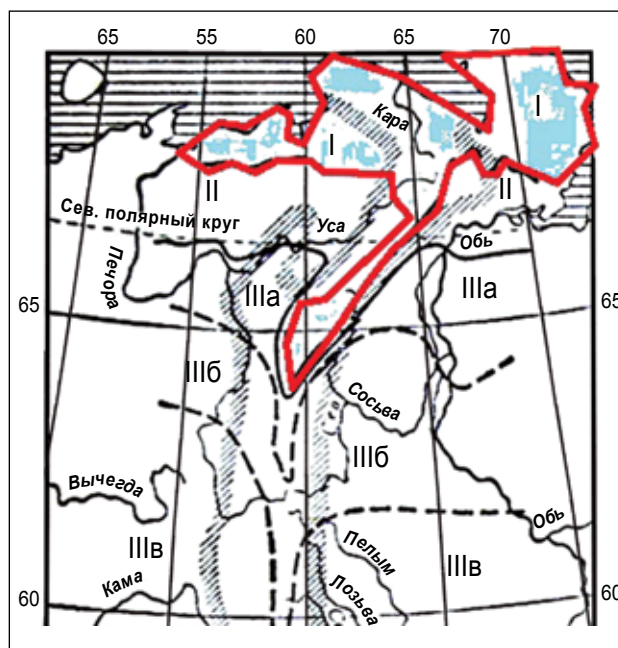 65 55 60 65 70
I
Кара
I
II
II
Сев. полярный круг
Уса
Обь
Печора
IIIа
IIIа
65
65
IIIб
Сосьва
IIIб
Вычегда
Обь
Пелым
IIIв
IIIв
Кама
Лозьва
60
60